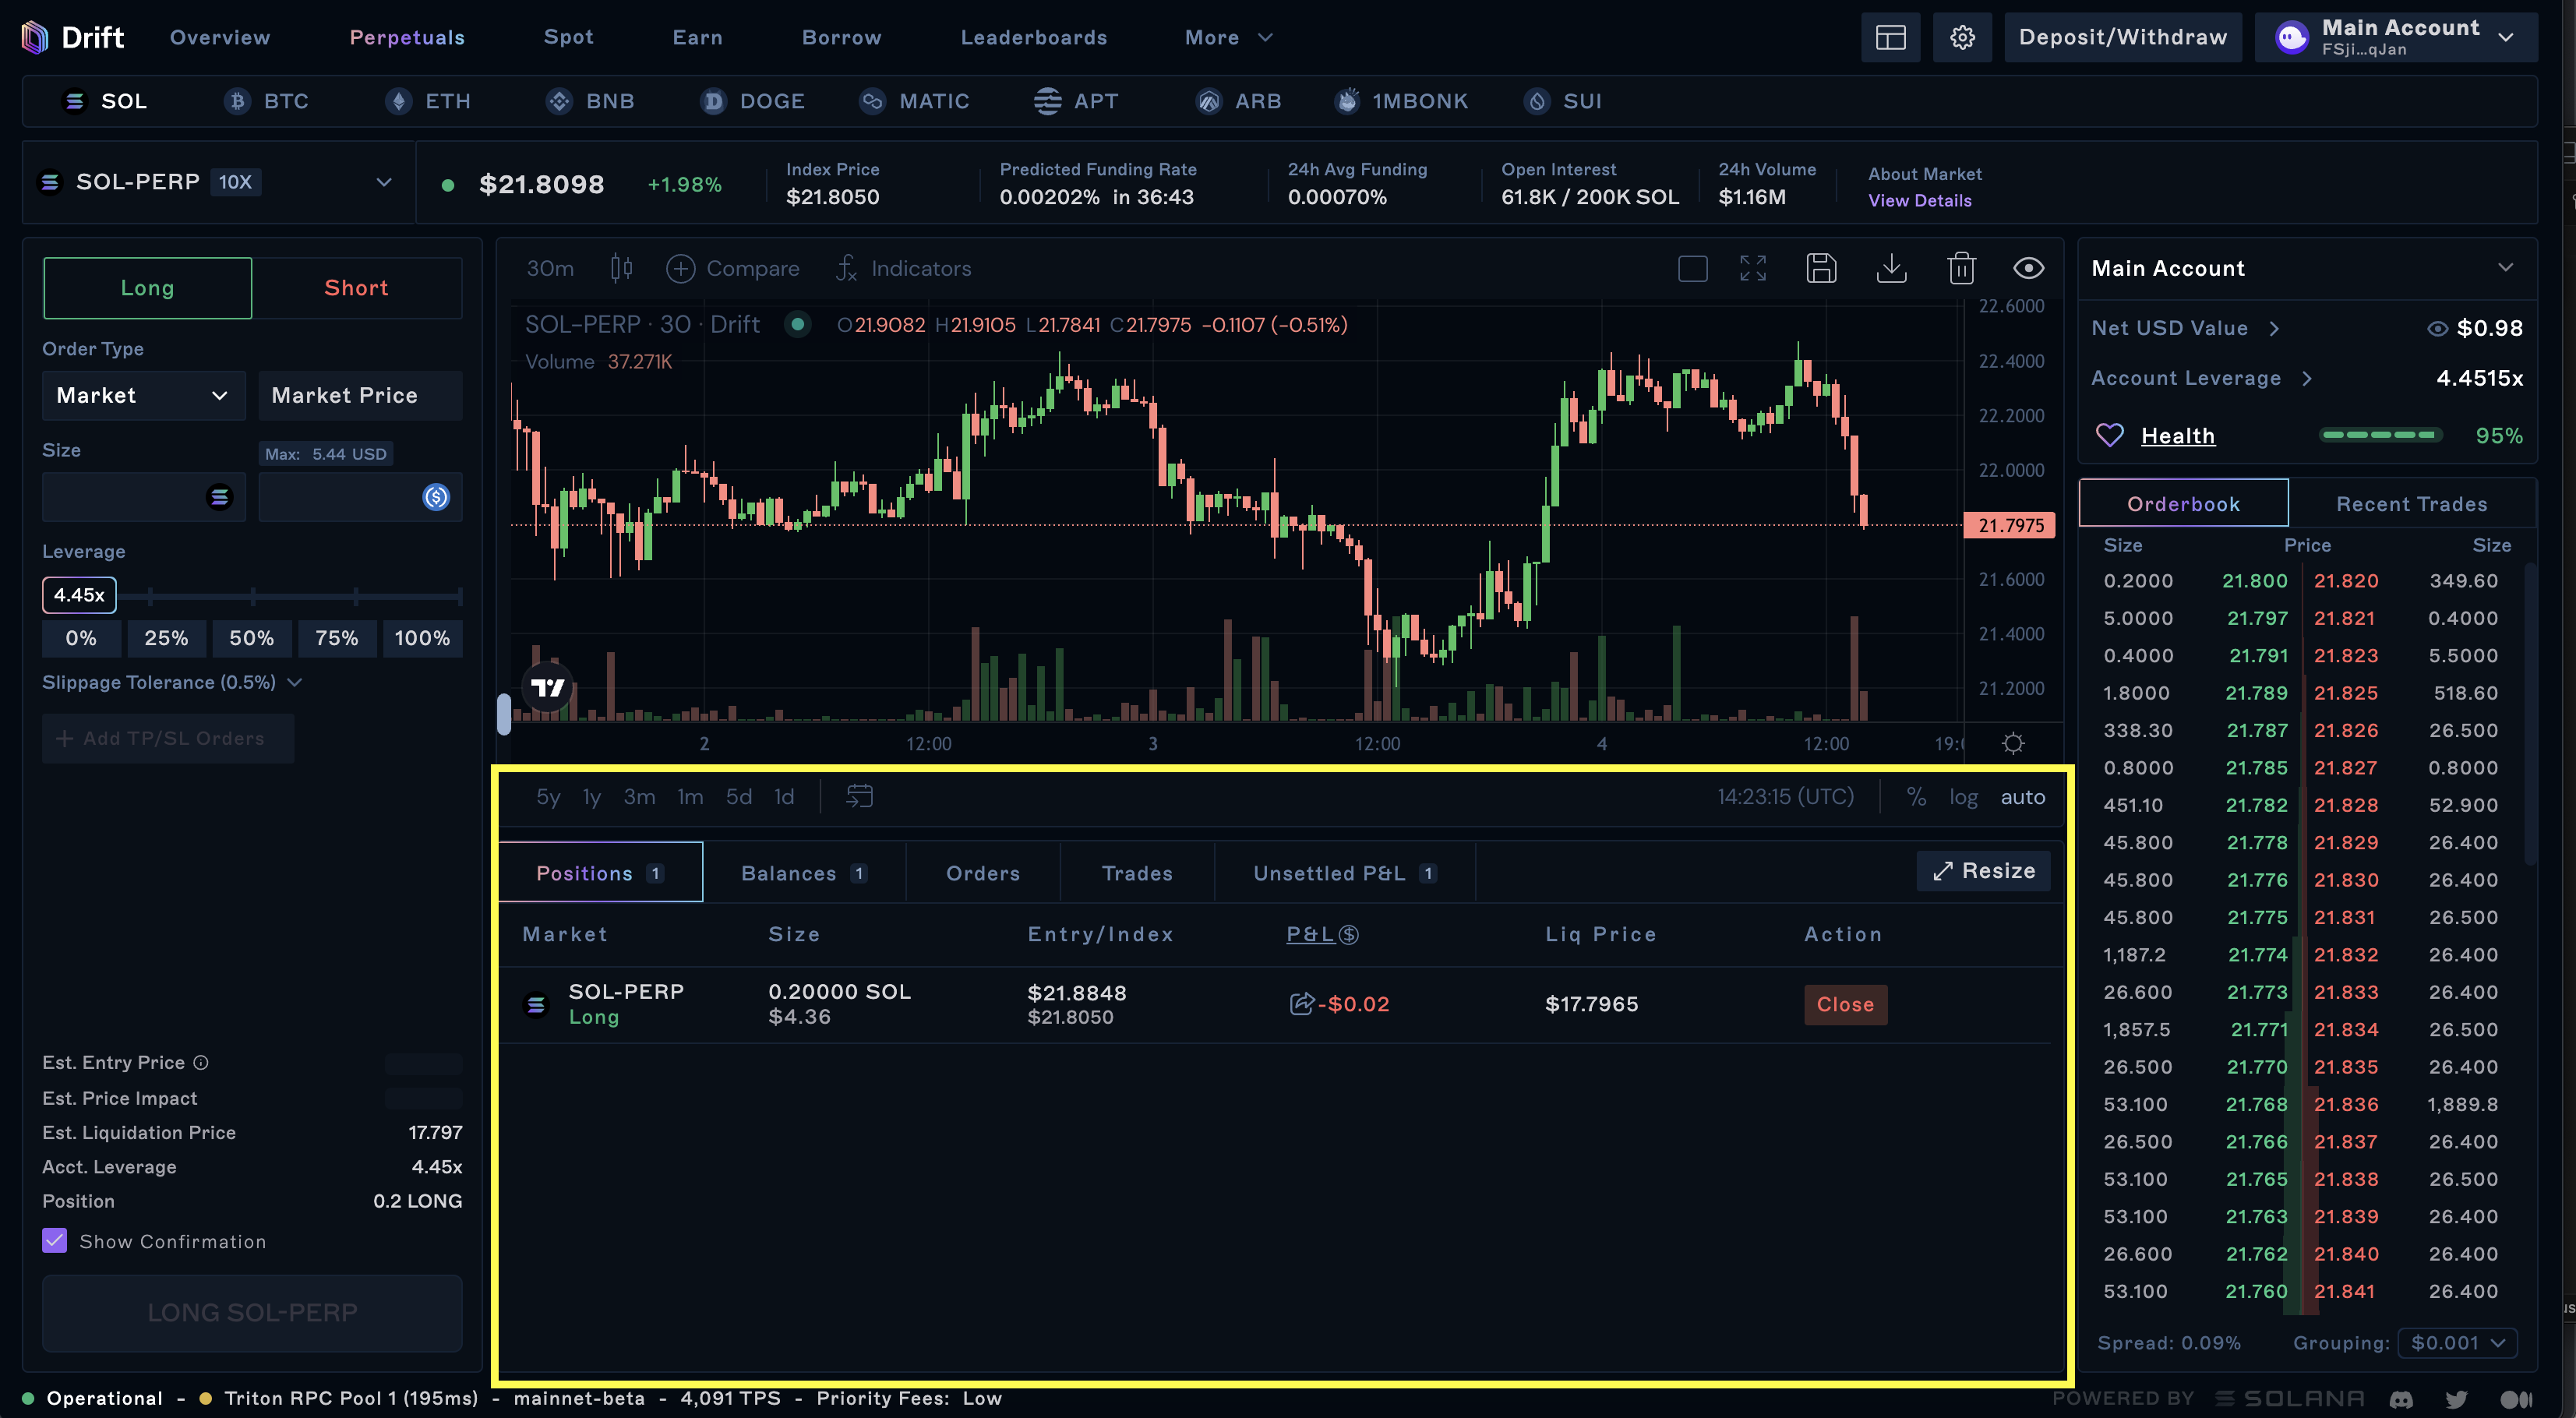 Drift Overview Perpetuals Spot Earn Borrow Leaderboards More Deposit/Withdraw Main Account
FSji...qJan
SOL BTC ETH BNB DOGE MATIC APT ARB 1MBONK SUI
SOL-PERP 10X $21.8098 +1.98%
Index Price
$21.8050
Predicted Funding Rate
0.00202% in 36:43
24h Avg Funding
0.00070%
Open Interest
61.8K / 200K SOL
24h Volume
$1.16M
About Market
View Details
Long Short
Order Type
Market Market Price
Size Max: 5.44 USD
Leverage
4.45x
0% 25% 50% 75% 100%
Slippage Tolerance (0.5%)
+ Add TP/SL Orders
Est. Entry Price
Est. Price Impact
Est. Liquidation Price 17.797
Acct. Leverage 4.45x
Position 0.2 LONG
Show Confirmation
LONG SOL-PERP
30m Compare Indicators
SOL-PERP · 30 · Drift O21.9082 H21.9105 L21.7841 C21.7975 -0.1107 (-0.51%)
Volume 37.271K
22.6000
22.4000
22.2000
22.0000
21.7975
21.6000
21.4000
21.2000
2 12:00 3 12:00 4 12:00
5y 1y 3m 1m 5d 1d 14:23:15 (UTC) % log auto
Positions 1 Balances 1 Orders Trades Unsettled P&L 1 Resize
Market Size Entry/Index P&L Liq Price Action
SOL-PERP 0.20000 SOL $21.8848 -$0.02 $17.7965 Close
Long $4.36 $21.8050
Main Account
Net USD Value $0.98
Account Leverage 4.4515x
Health 95%
Orderbook Recent Trades
Size Price Size
0.2000 21.800 21.820 349.60
5.0000 21.797 21.821 0.4000
0.4000 21.791 21.823 5.5000
1.8000 21.789 21.825 518.60
338.30 21.787 21.826 26.500
0.8000 21.785 21.827 0.8000
451.10 21.782 21.828 52.900
45.800 21.778 21.829 26.400
45.800 21.776 21.830 26.400
45.800 21.775 21.831 26.500
1,187.2 21.774 21.832 26.400
26.600 21.773 21.833 26.400
1,857.5 21.771 21.834 26.500
26.500 21.770 21.835 26.400
53.100 21.768 21.836 1,889.8
26.500 21.766 21.837 26.400
53.100 21.765 21.838 26.500
53.100 21.763 21.839 26.400
26.600 21.762 21.840 26.400
53.100 21.760 21.841 26.400
Spread: 0.09% Grouping: $0.001
Operational - Triton RPC Pool 1 (195ms) - mainnet-beta - 4,091 TPS - Priority Fees: Low POWERED BY SOLANA